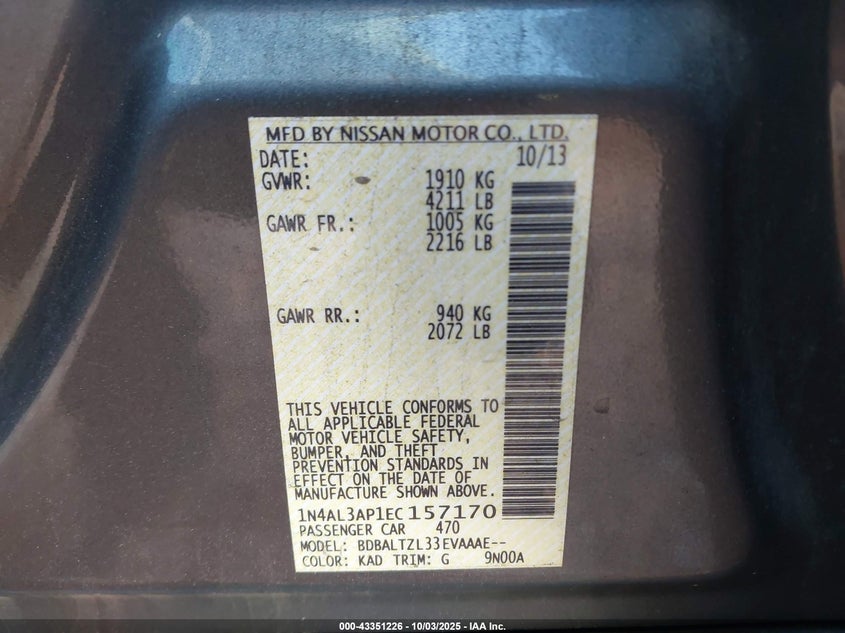 MFD BY NISSAN MOTOR CO., LTD.
DATE: 10/13
GVWR: 1910 KG
4211 LB
GAWR FR.: 1005 KG
2216 LB
GAWR RR.: 940 KG
2072 LB
THIS VEHICLE CONFORMS TO
ALL APPLICABLE FEDERAL
MOTOR VEHICLE SAFETY,
BUMPER, AND THEFT
PREVENTION STANDARDS IN
EFFECT ON THE DATE OF
MANUFACTURE SHOWN ABOVE.
1N4AL3AP1EC157170
PASSENGER CAR 470
MODEL: BDBALTZL33EVAAAE--
COLOR: KAD TRIM: G 9N00A
000-43351226 - 10/03/2025 - IAA Inc.